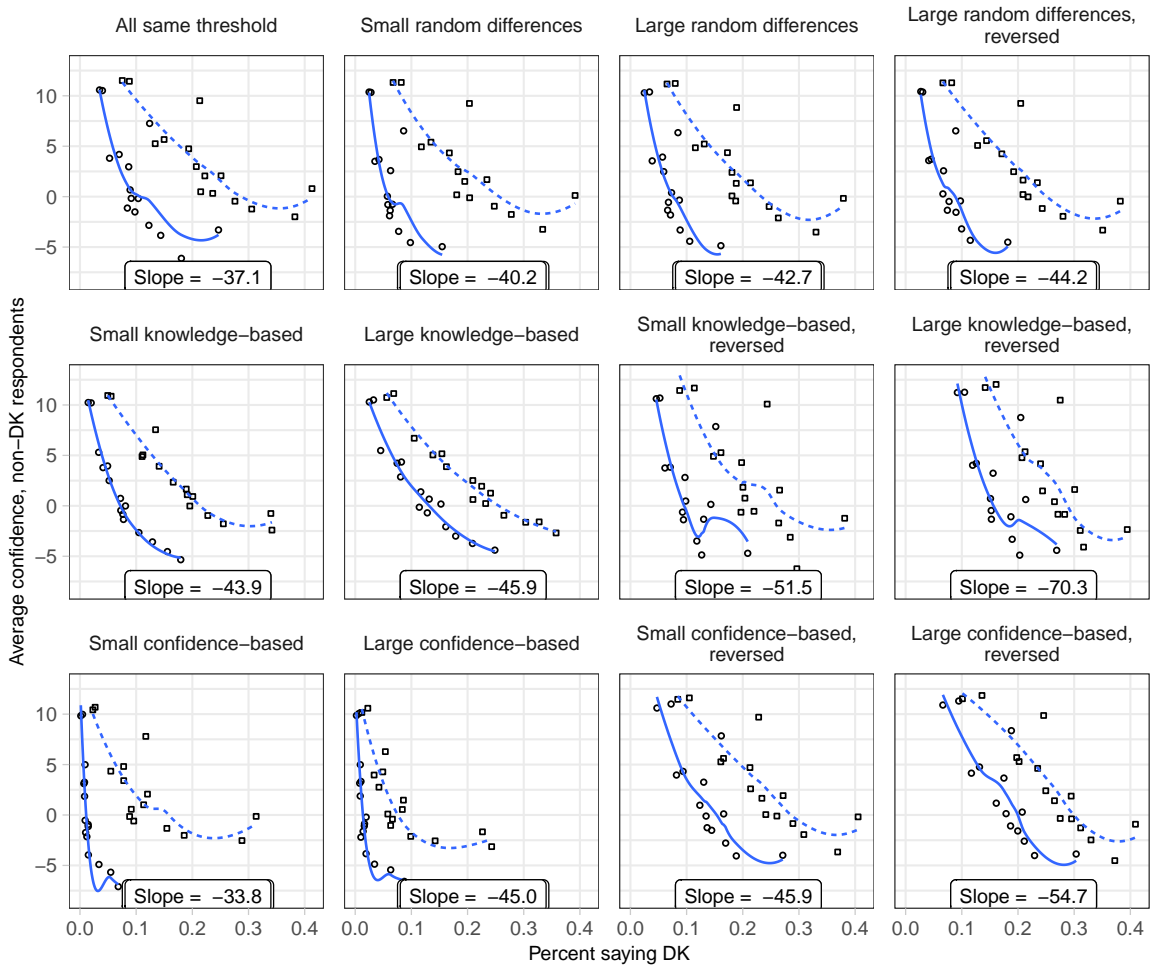 All same threshold
Small random differences
Large random differences
Large random differences,
reversed
10
5
0
−5
Slope = −37.1
Slope = −40.2
Slope = −42.7
Slope = −44.2
Small knowledge−based
Large knowledge−based
Small knowledge−based,
reversed
Large knowledge−based,
reversed
10
5
0
−5
Slope = −43.9
Slope = −45.9
Slope = −51.5
Slope = −70.3
Small confidence−based
Large confidence−based
Small confidence−based,
reversed
Large confidence−based,
reversed
10
5
0
−5
Slope = −33.8
Slope = −45.0
Slope = −45.9
Slope = −54.7
0.0 0.1 0.2 0.3 0.4
0.0 0.1 0.2 0.3 0.4
0.0 0.1 0.2 0.3 0.4
0.0 0.1 0.2 0.3 0.4
Percent saying DK
Average confidence, non−DK respondents